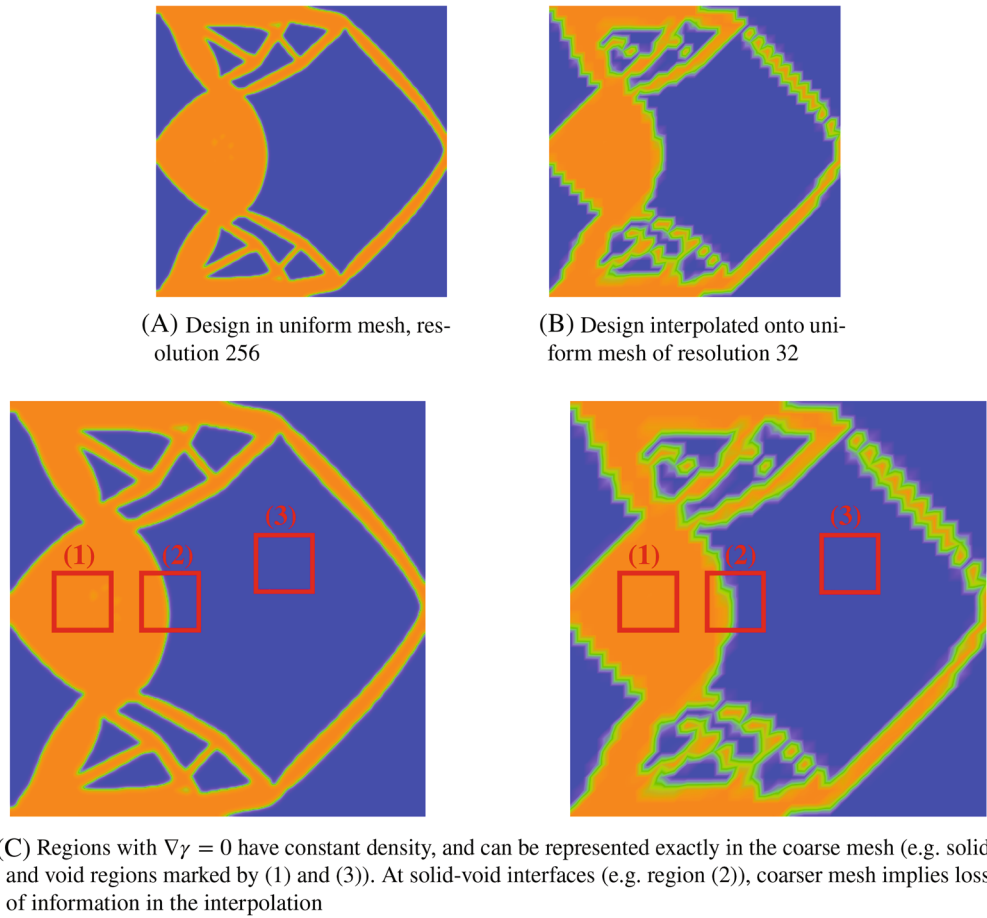 (A) Design in uniform mesh, res-
olution 256
(B) Design interpolated onto uni-
form mesh of resolution 32
(1)
(2)
(3)
(1)
(2)
(3)
(C) Regions with ∇γ = 0 have constant density, and can be represented exactly in the coarse mesh (e.g. solid
and void regions marked by (1) and (3)). At solid-void interfaces (e.g. region (2)), coarser mesh implies loss
of information in the interpolation